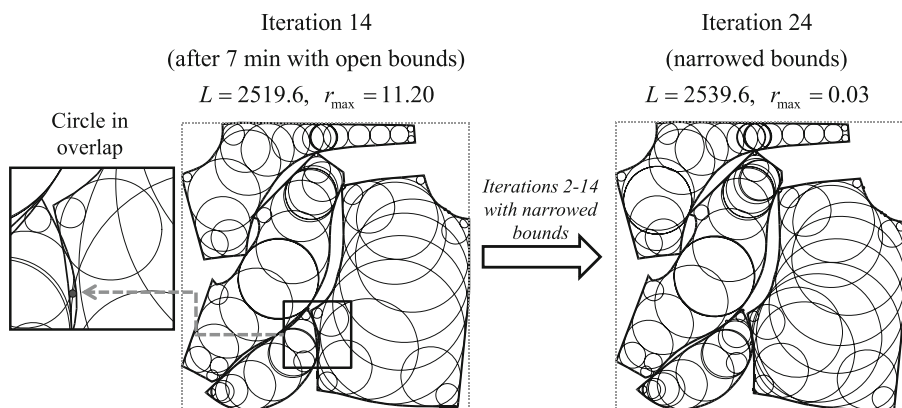 Iteration 14
(after 7 min with open bounds)
L = 2519.6, r_max = 11.20
Iteration 24
(narrowed bounds)
L = 2539.6, r_max = 0.03
Circle in
overlap
Iterations 2-14
with narrowed
bounds